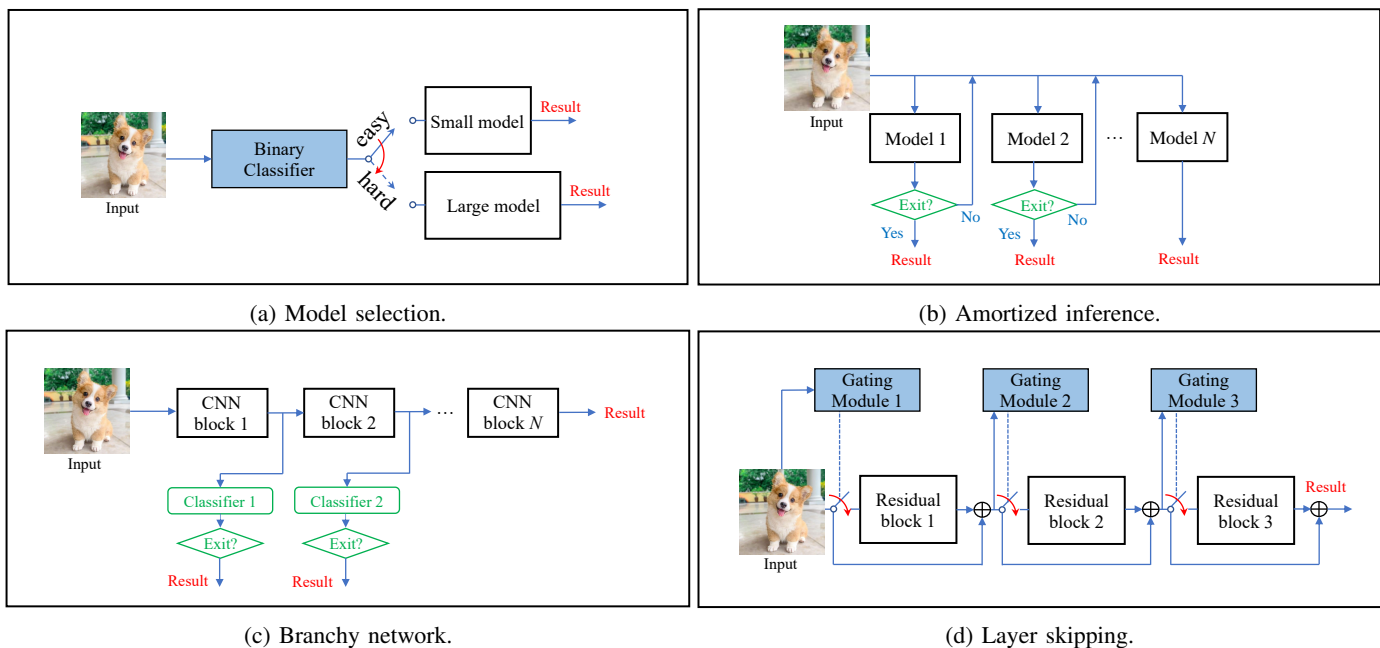 Input
Binary
Classifier
easy
hard
Small model
Result
Large model
Result
(a) Model selection.
Input
Model 1
Model 2
...
Model N
Exit?
No
Exit?
No
Yes
Yes
Result
Result
Result
(b) Amortized inference.
Input
CNN
block 1
CNN
block 2
...
CNN
block N
Result
Classifier 1
Classifier 2
Exit?
Exit?
Result
Result
(c) Branchy network.
Gating
Module 1
Gating
Module 2
Gating
Module 3
Input
Residual
block 1
Residual
block 2
Residual
block 3
Result
(d) Layer skipping.